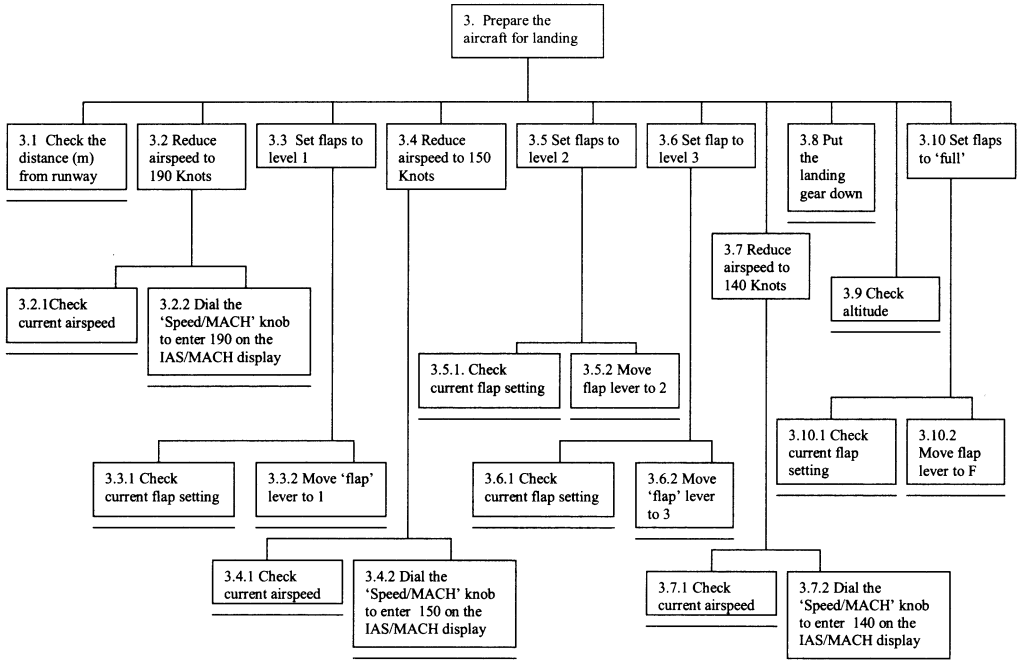 3. Prepare the
aircraft for landing
3.1 Check the
distance (m)
from runway
3.2 Reduce
airspeed to
190 Knots
3.3 Set flaps to
level 1
3.4 Reduce
airspeed to 150
Knots
3.5 Set flaps to
level 2
3.6 Set flap to
level 3
3.8 Put
the
landing
gear down
3.10 Set flaps
to ‘full’
3.7 Reduce
airspeed to
140 Knots
3.9 Check
altitude
3.2.1Check
current airspeed
3.2.2 Dial the
‘Speed/MACH’ knob
to enter 190 on the
IAS/MACH display
3.5.1. Check
current flap setting
3.5.2 Move
flap lever to 2
3.10.1 Check
current flap
setting
3.10.2
Move flap
lever to F
3.3.1 Check
current flap setting
3.3.2 Move ‘flap’
lever to 1
3.6.1 Check
current flap setting
3.6.2 Move
‘flap’ lever
to 3
3.4.1 Check
current airspeed
3.4.2 Dial the
‘Speed/MACH’ knob
to enter 150 on the
IAS/MACH display
3.7.1 Check
current airspeed
3.7.2 Dial the
‘Speed/MACH’ knob
to enter 140 on the
IAS/MACH display